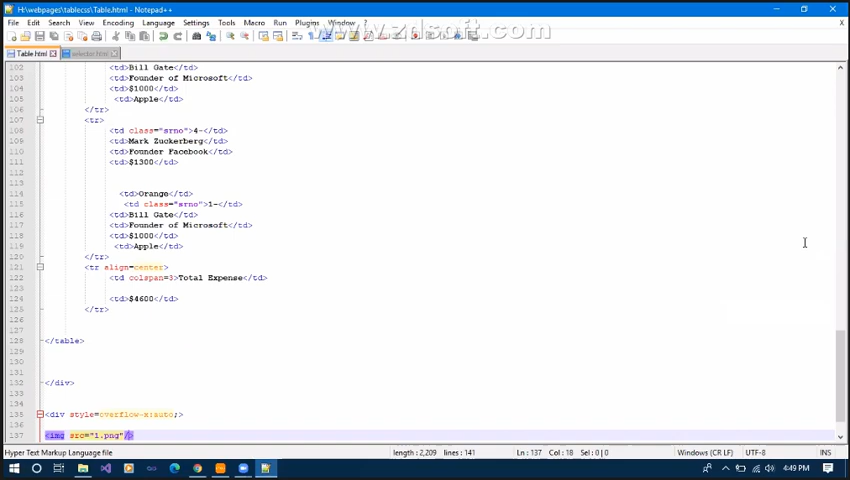 H:\webpages\tablecss\Table.html - Notepad++
File Edit Search View Encoding Language Settings Tools Macro Run Plugins Window ?
www.zdsoft.com
Table.html selector.html
102 <td>Bill Gate</td>
103 <td>Founder of Microsoft</td>
104 <td>$1000</td>
105 <td>Apple</td>
106 </tr>
107 <tr>
108 <td class="srno">4-</td>
109 <td>Mark Zuckerberg</td>
110 <td>Founder Facebook</td>
111 <td>$1300</td>
112
113
114 <td>Orange</td>
115 <td class="srno">1-</td>
116 <td>Bill Gate</td>
117 <td>Founder of Microsoft</td>
118 <td>$1000</td>
119 <td>Apple</td>
120 </tr>
121 <tr align=center>
122 <td colspan=3>Total Expense</td>
123
124 <td>$4600</td>
125 </tr>
126
127
128 </table>
129
130
131
132 </div>
133
134
135 <div style=overflow-x:auto;>
136
137 <img src="1.png"/>
Hyper Text Markup Language file length : 2,209 lines : 141 Ln : 137 Col : 18 Sel : 0 | 0 Windows (CR LF) UTF-8 INS
4:49 PM